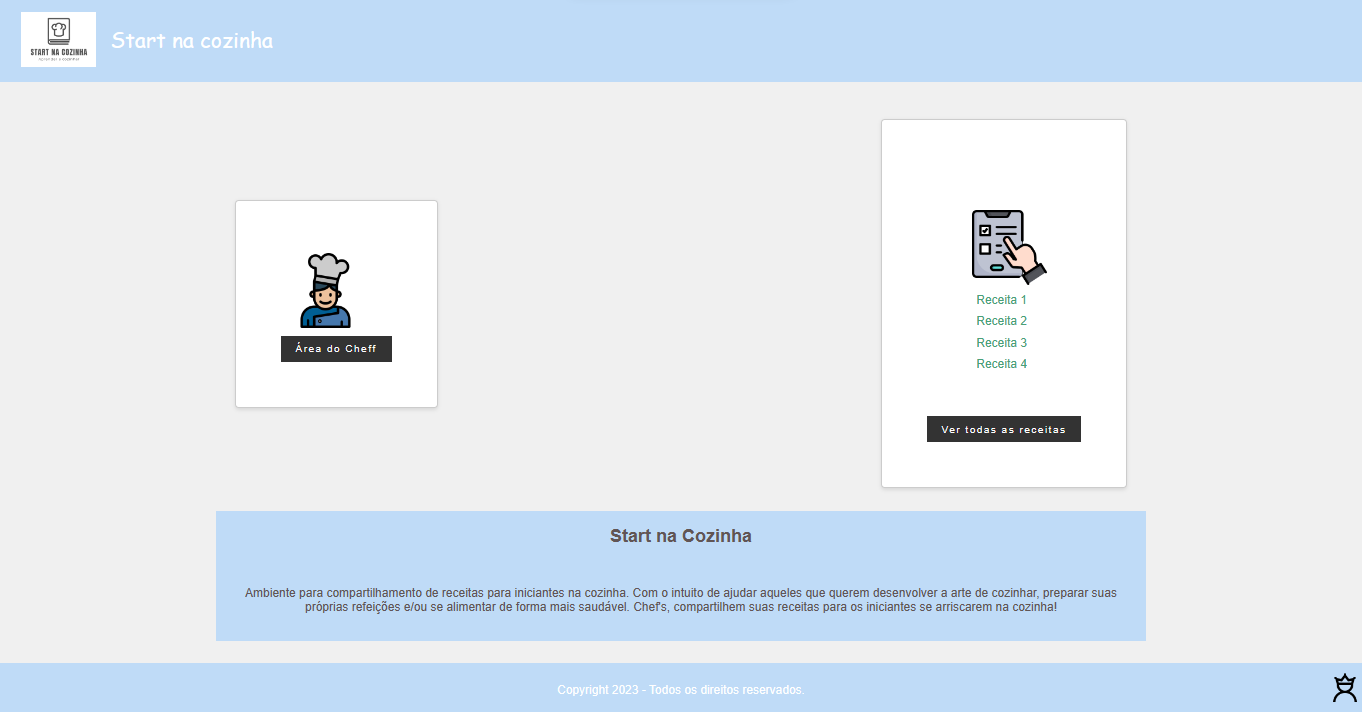 START NA COZINHA
Start na cozinha
Área do Cheff
Receita 1
Receita 2
Receita 3
Receita 4
Ver todas as receitas
Start na Cozinha
Ambiente para compartilhamento de receitas para iniciantes na cozinha. Com o intuito de ajudar aqueles que querem desenvolver a arte de cozinhar, preparar suas
próprias refeições e/ou se alimentar de forma mais saudável. Chef's, compartilhem suas receitas para os iniciantes se arriscarem na cozinha!
Copyright 2023 - Todos os direitos reservados.